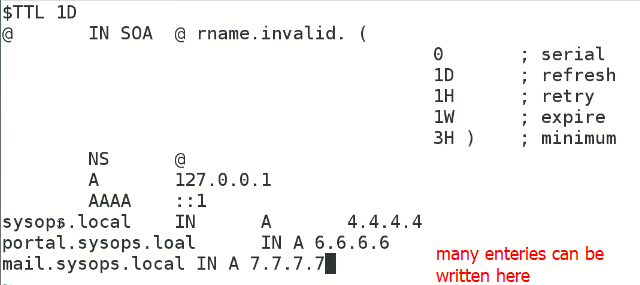 $TTL 1D
@ IN SOA @ rname.invalid. (
0 ; serial
1D ; refresh
1H ; retry
1W ; expire
3H ) ; minimum
NS @
A 127.0.0.1
AAAA ::1
sysops.local IN A 4.4.4.4
portal.sysops.loal IN A 6.6.6.6
mail.sysops.local IN A 7.7.7.7
many enteries can be
written here